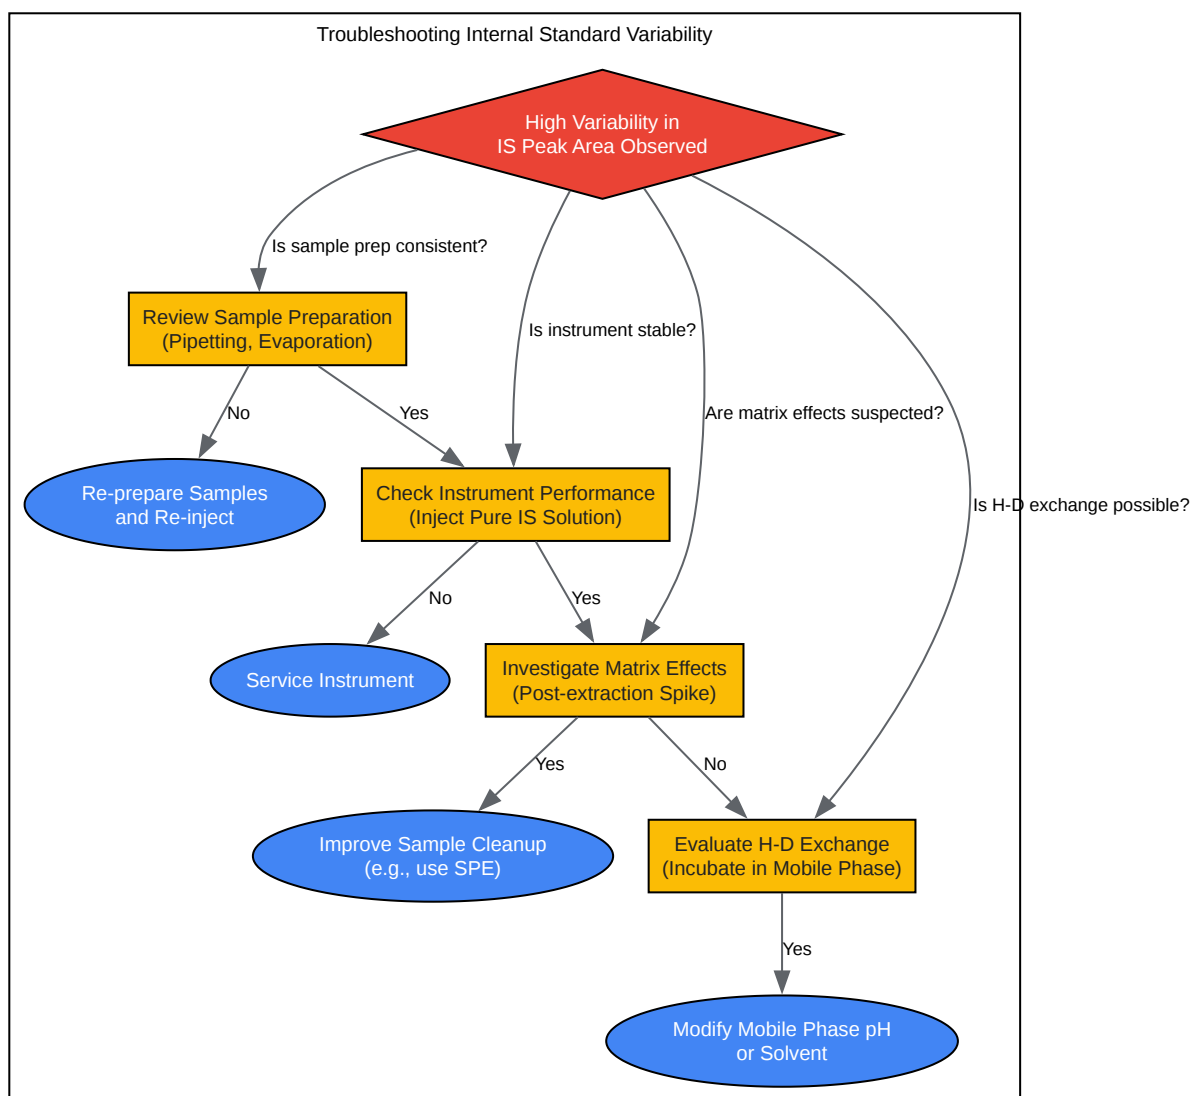 Troubleshooting Internal Standard Variability
High Variability in
IS Peak Area Observed
Is sample prep consistent?
Review Sample Preparation
(Pipetting, Evaporation)
Is instrument stable?
No
Yes
Are matrix effects suspected?
Re-prepare Samples
and Re-inject
Check Instrument Performance
(Inject Pure IS Solution)
Is H-D exchange possible?
No
Yes
Service Instrument
Investigate Matrix Effects
(Post-extraction Spike)
Yes
No
Improve Sample Cleanup
(e.g., use SPE)
Evaluate H-D Exchange
(Incubate in Mobile Phase)
Yes
Modify Mobile Phase pH
or Solvent